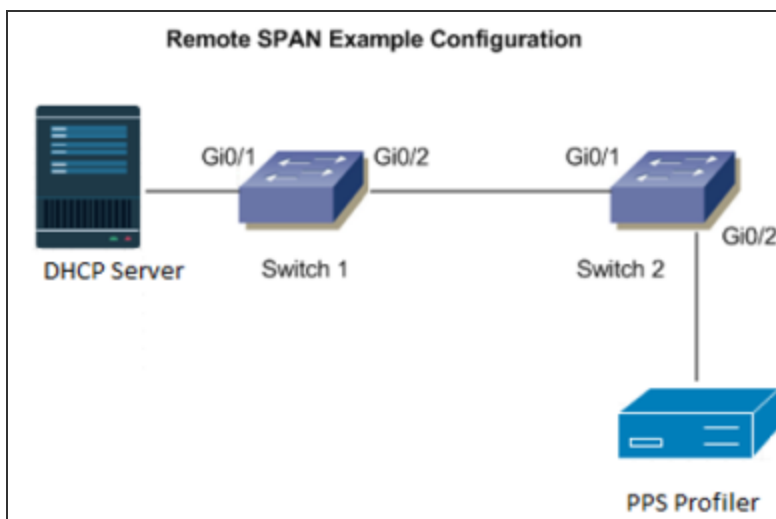 Remote SPAN Example Configuration
Gi0/1
Gi0/2
Gi0/1
Gi0/2
DHCP Server
Switch 1
Switch 2
PPS Profiler